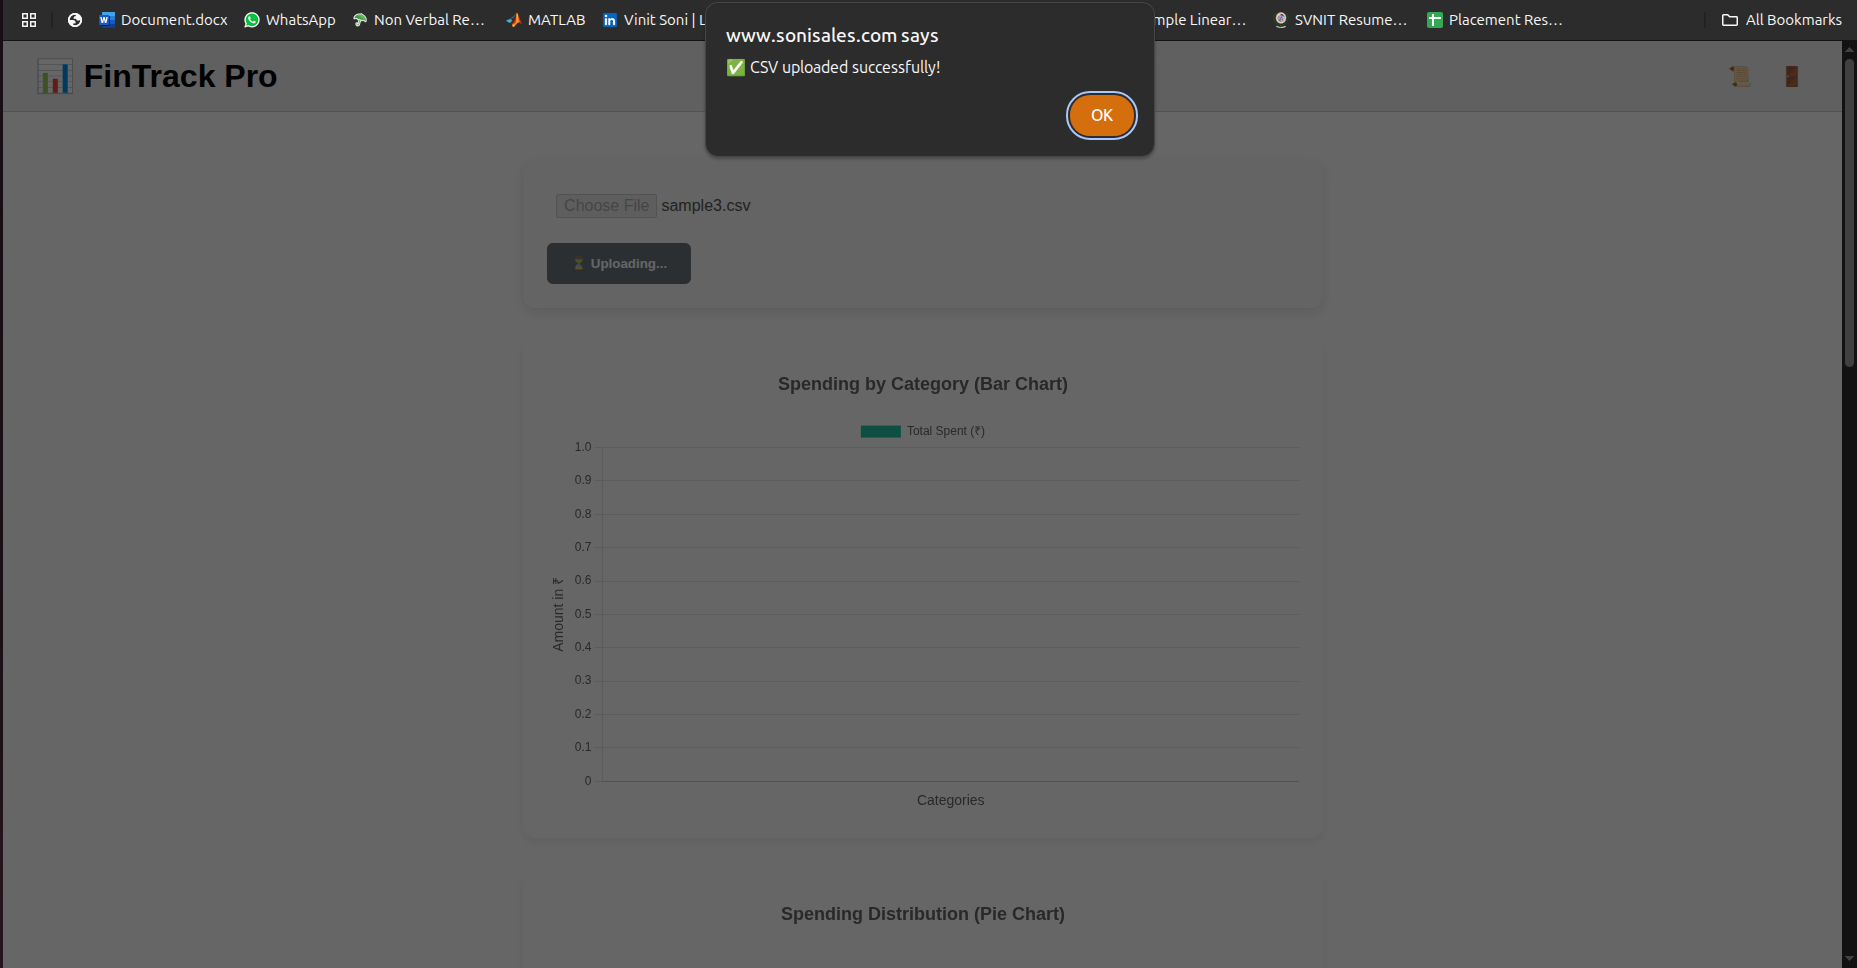 Document.docx WhatsApp Non Verbal Re... MATLAB Vinit Soni | L mple Linear... SVNIT Resume... Placement Res... All Bookmarks
www.sonisales.com says
✅ CSV uploaded successfully!
OK
FinTrack Pro
Choose File sample3.csv
⏳ Uploading...
Spending by Category (Bar Chart)
Total Spent (₹)
1.0
0.9
0.8
0.7
0.6
0.5
0.4
0.3
0.2
0.1
0
Amount in ₹
Categories
Spending Distribution (Pie Chart)